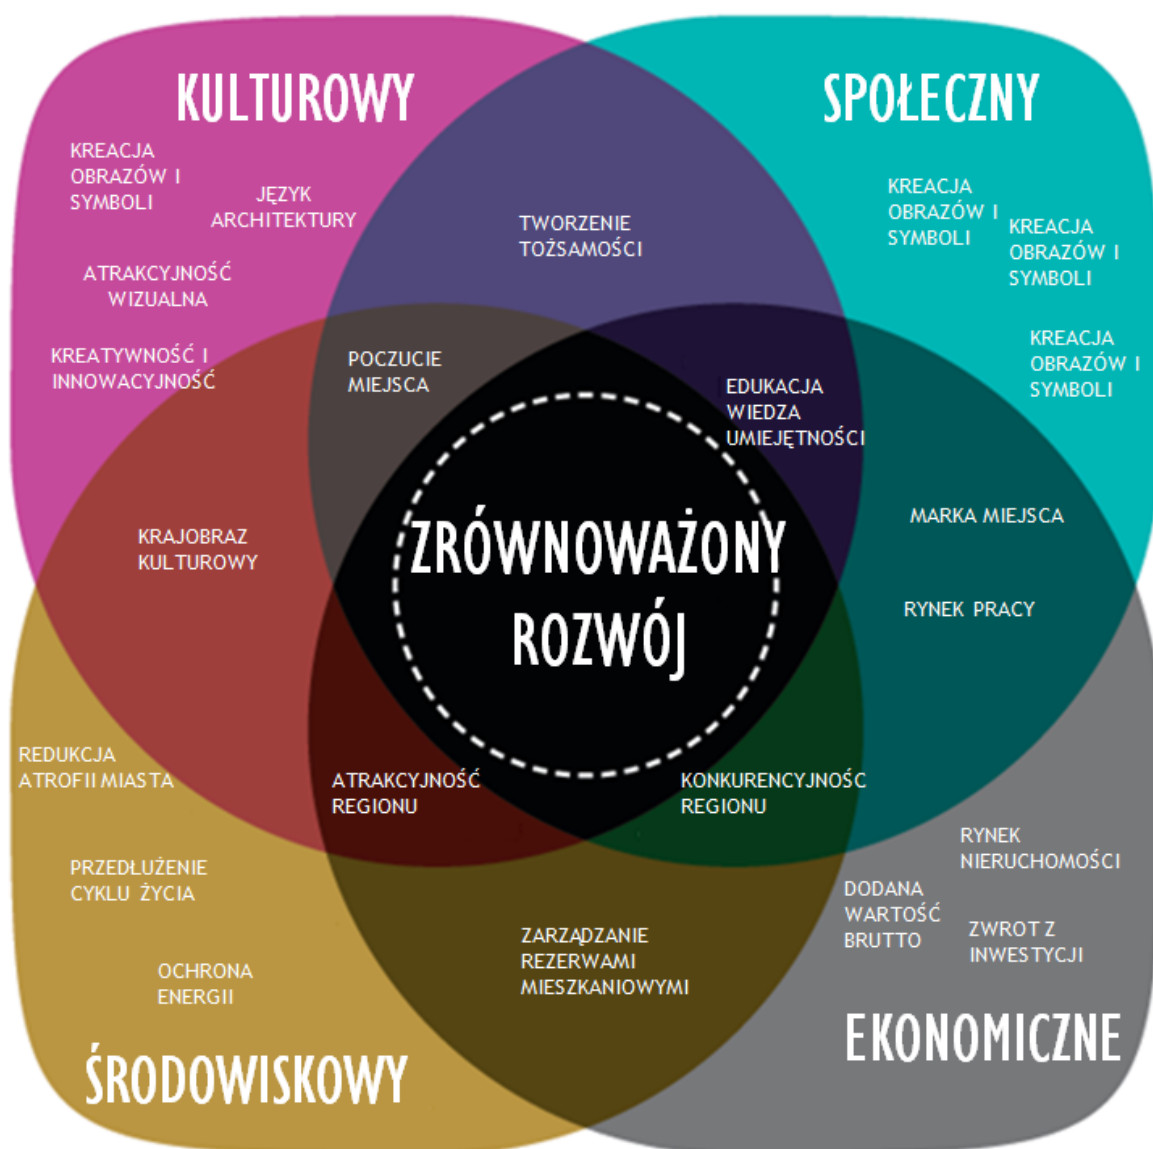 KULTUROWY
SPOŁECZNY
KREACJA
OBRAZÓW I
SYMBOLI
JĘZYK
ARCHITEKTURY
ATRAKCYJNOŚĆ
WIZUALNA
KREATYWNOŚĆ I
INNOWACYJNOŚĆ
TWORZENIE
TOŻSAMOŚCI
KREACJA
OBRAZÓW I
SYMBOLI
KREACJA
OBRAZÓW I
SYMBOLI
KREACJA
OBRAZÓW I
SYMBOLI
POCZUCIE
MIEJSCA
EDUKACJA
WIEDZA
UMIEJĘTNOŚCI
KRAJOBRAZ
KULTUROWY
ZRÓWNOWAŻONY
ROZWÓJ
MARKA MIEJSCA
RYNEK PRACY
REDUKCJA
ATROFII MIASTA
ATRAKCYJNOŚĆ
REGIONU
KONKURENCYJNOŚC
REGIONU
PRZEDŁUŻENIE
CYKLU ŻYCIA
OCHRONA
ENERGII
ZARZĄDZANIE
REZERWAMI
MIESZKANIOWYMI
RYNEK
NIERUCHOMOŚCI
DODANA
WARTOŚĆ
BRUTTO
ZWROT Z
INWESTYCJI
ŚRODOWISKOWY
EKONOMICZNE